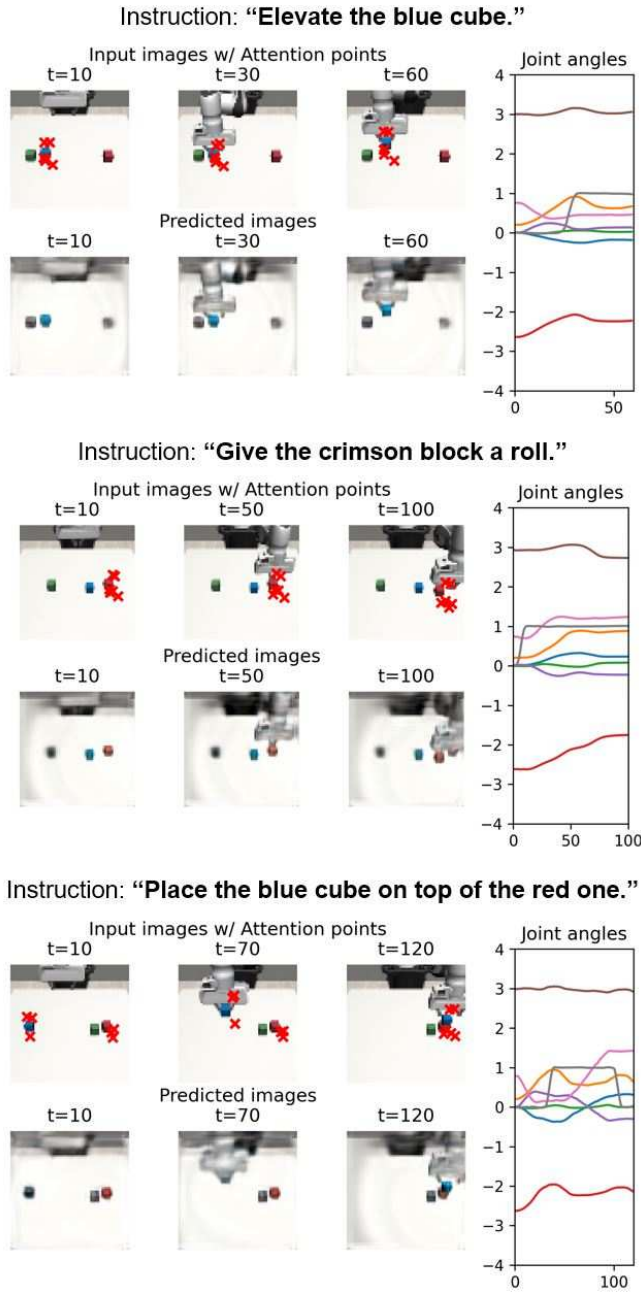 Instruction: “Elevate the blue cube.”
Input images w/ Attention points
Joint angles
t=10 t=30 t=60
4
3
2
1
0
−1
−2
−3
−4
0 50
Predicted images
t=10 t=30 t=60
Instruction: “Give the crimson block a roll.”
Input images w/ Attention points
Joint angles
t=10 t=50 t=100
4
3
2
1
0
−1
−2
−3
−4
0 50 100
Predicted images
t=10 t=50 t=100
Instruction: “Place the blue cube on top of the red one.”
Input images w/ Attention points
Joint angles
t=10 t=70 t=120
4
3
2
1
0
−1
−2
−3
−4
0 100
Predicted images
t=10 t=70 t=120